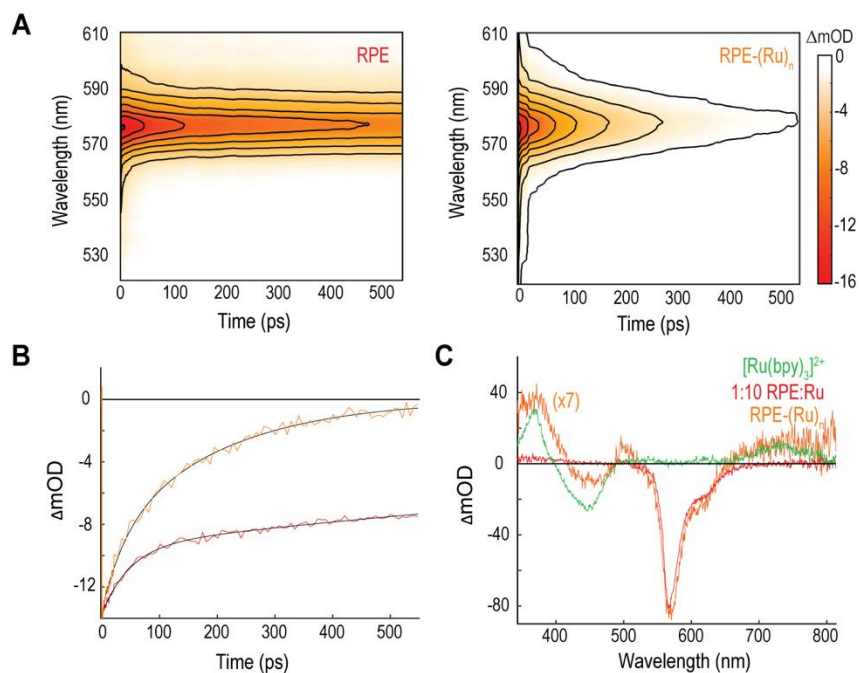 A
RPE
Wavelength (nm)
610
590
570
550
530
0 100 200 300 400 500
Time (ps)
RPE-(Ru)n
Wavelength (nm)
610
590
570
550
530
0 100 200 300 400 500
Time (ps)
ΔmOD
0
-4
-8
-12
-16
B
ΔmOD
0
-4
-8
-12
0 100 200 300 400 500
Time (ps)
C
[Ru(bpy)3]2+
1:10 RPE:Ru
RPE-(Ru)n
(x7)
ΔmOD
40
0
-40
-80
400 500 600 700 800
Wavelength (nm)